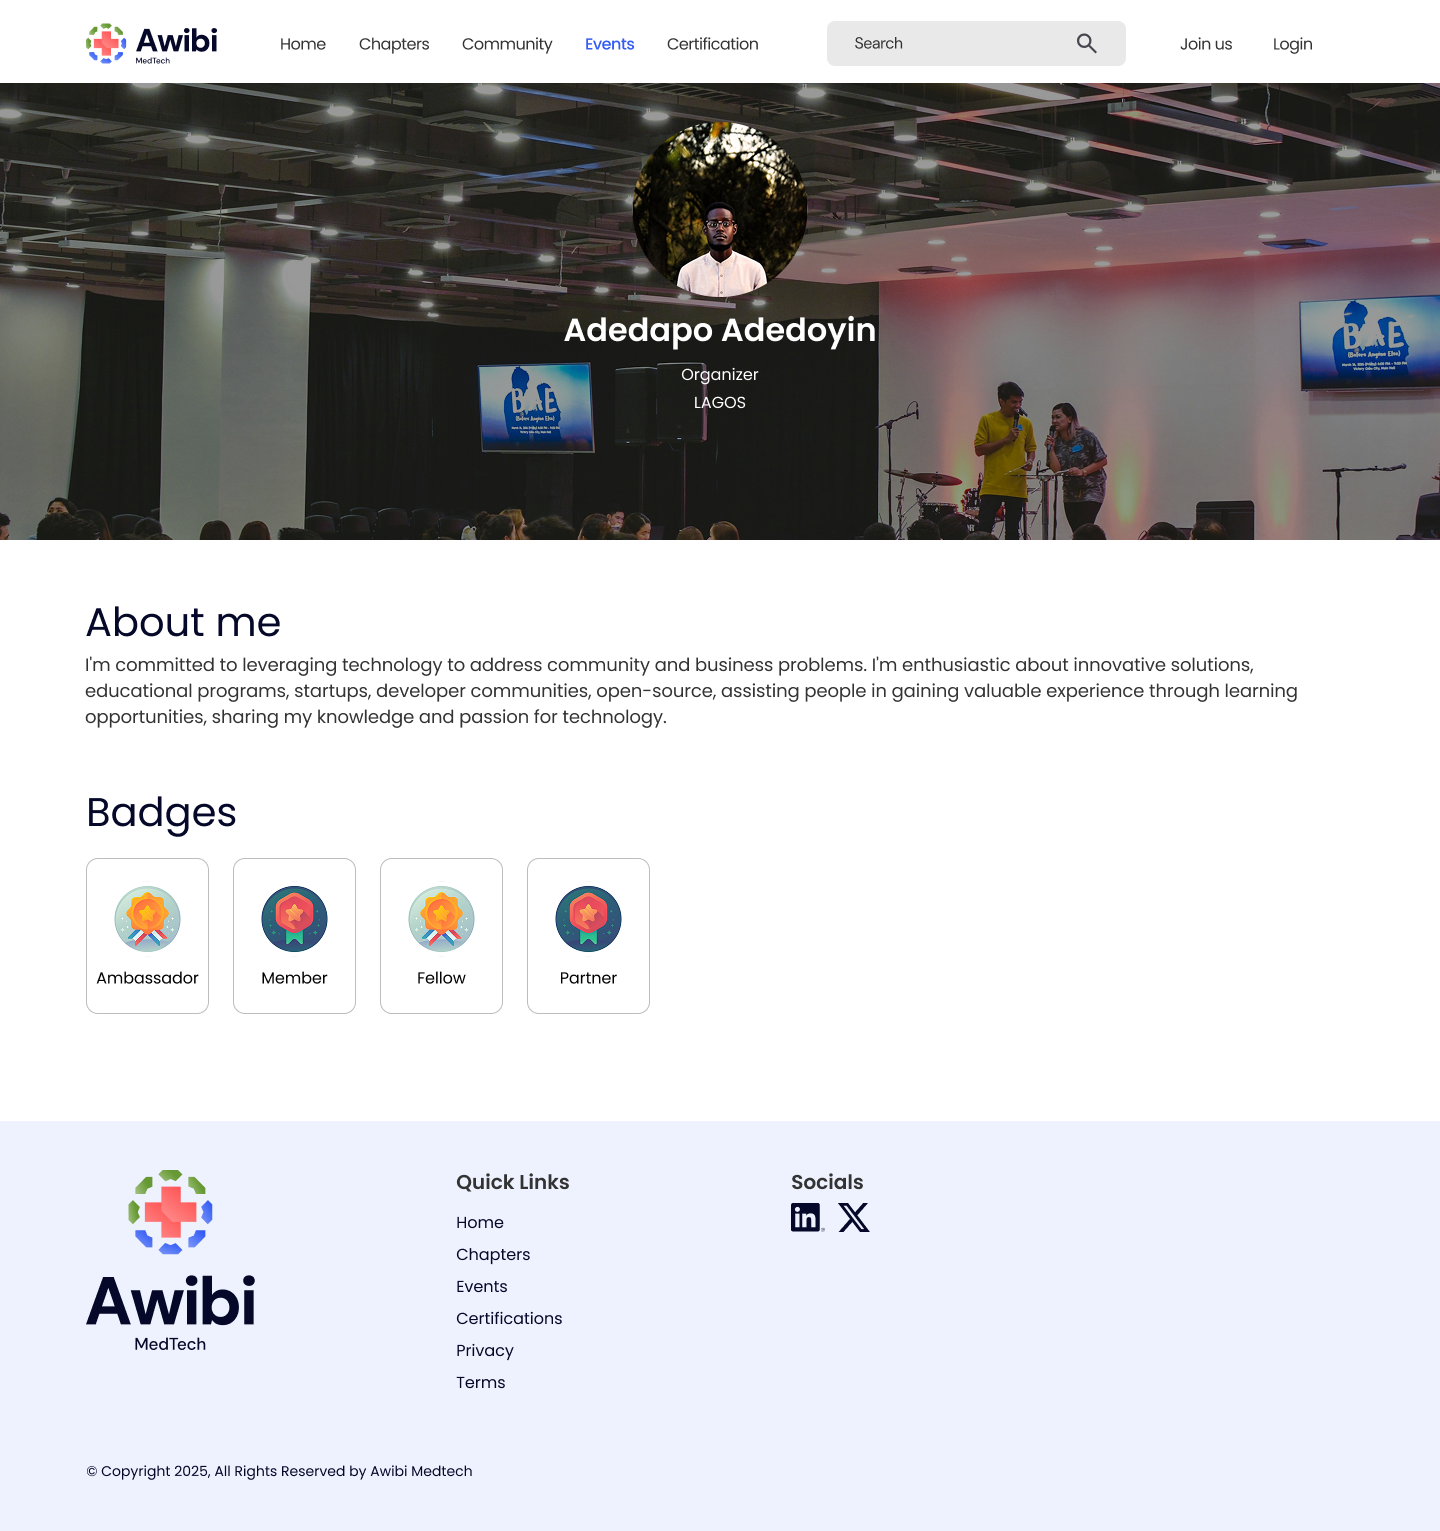 Awibi
MedTech
Home
Chapters
Community
Events
Certification
Search
Join us
Login
Adedapo Adedoyin
Organizer
LAGOS
About me
I'm committed to leveraging technology to address community and business problems. I'm enthusiastic about innovative solutions,
educational programs, startups, developer communities, open-source, assisting people in gaining valuable experience through learning
opportunities, sharing my knowledge and passion for technology.
Badges
Ambassador
Member
Fellow
Partner
Awibi
MedTech
Quick Links
Home
Chapters
Events
Certifications
Privacy
Terms
Socials
in
© Copyright 2025, All Rights Reserved by Awibi Medtech